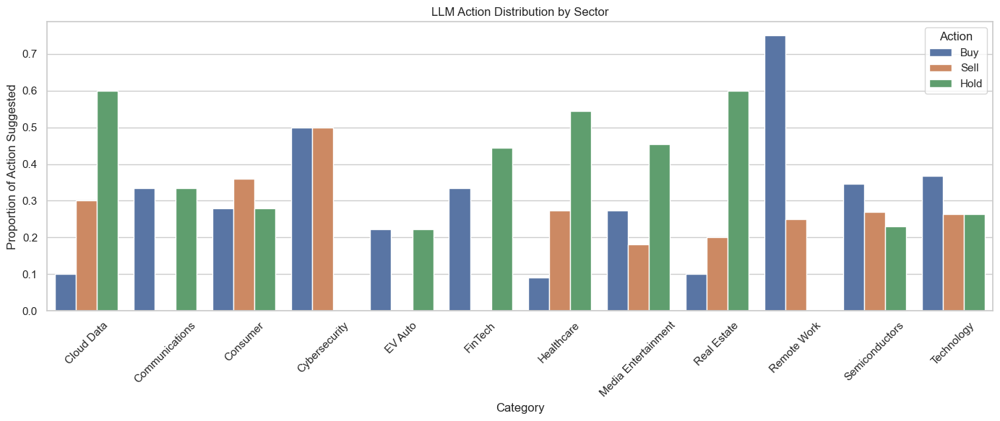 LLM Action Distribution by Sector
Action
Buy
Sell
Hold
Proportion of Action Suggested
0.7
0.6
0.5
0.4
0.3
0.2
0.1
0.0
Cloud Data
Communications
Consumer
Cybersecurity
EV Auto
FinTech
Healthcare
Media Entertainment
Real Estate
Remote Work
Semiconductors
Technology
Category